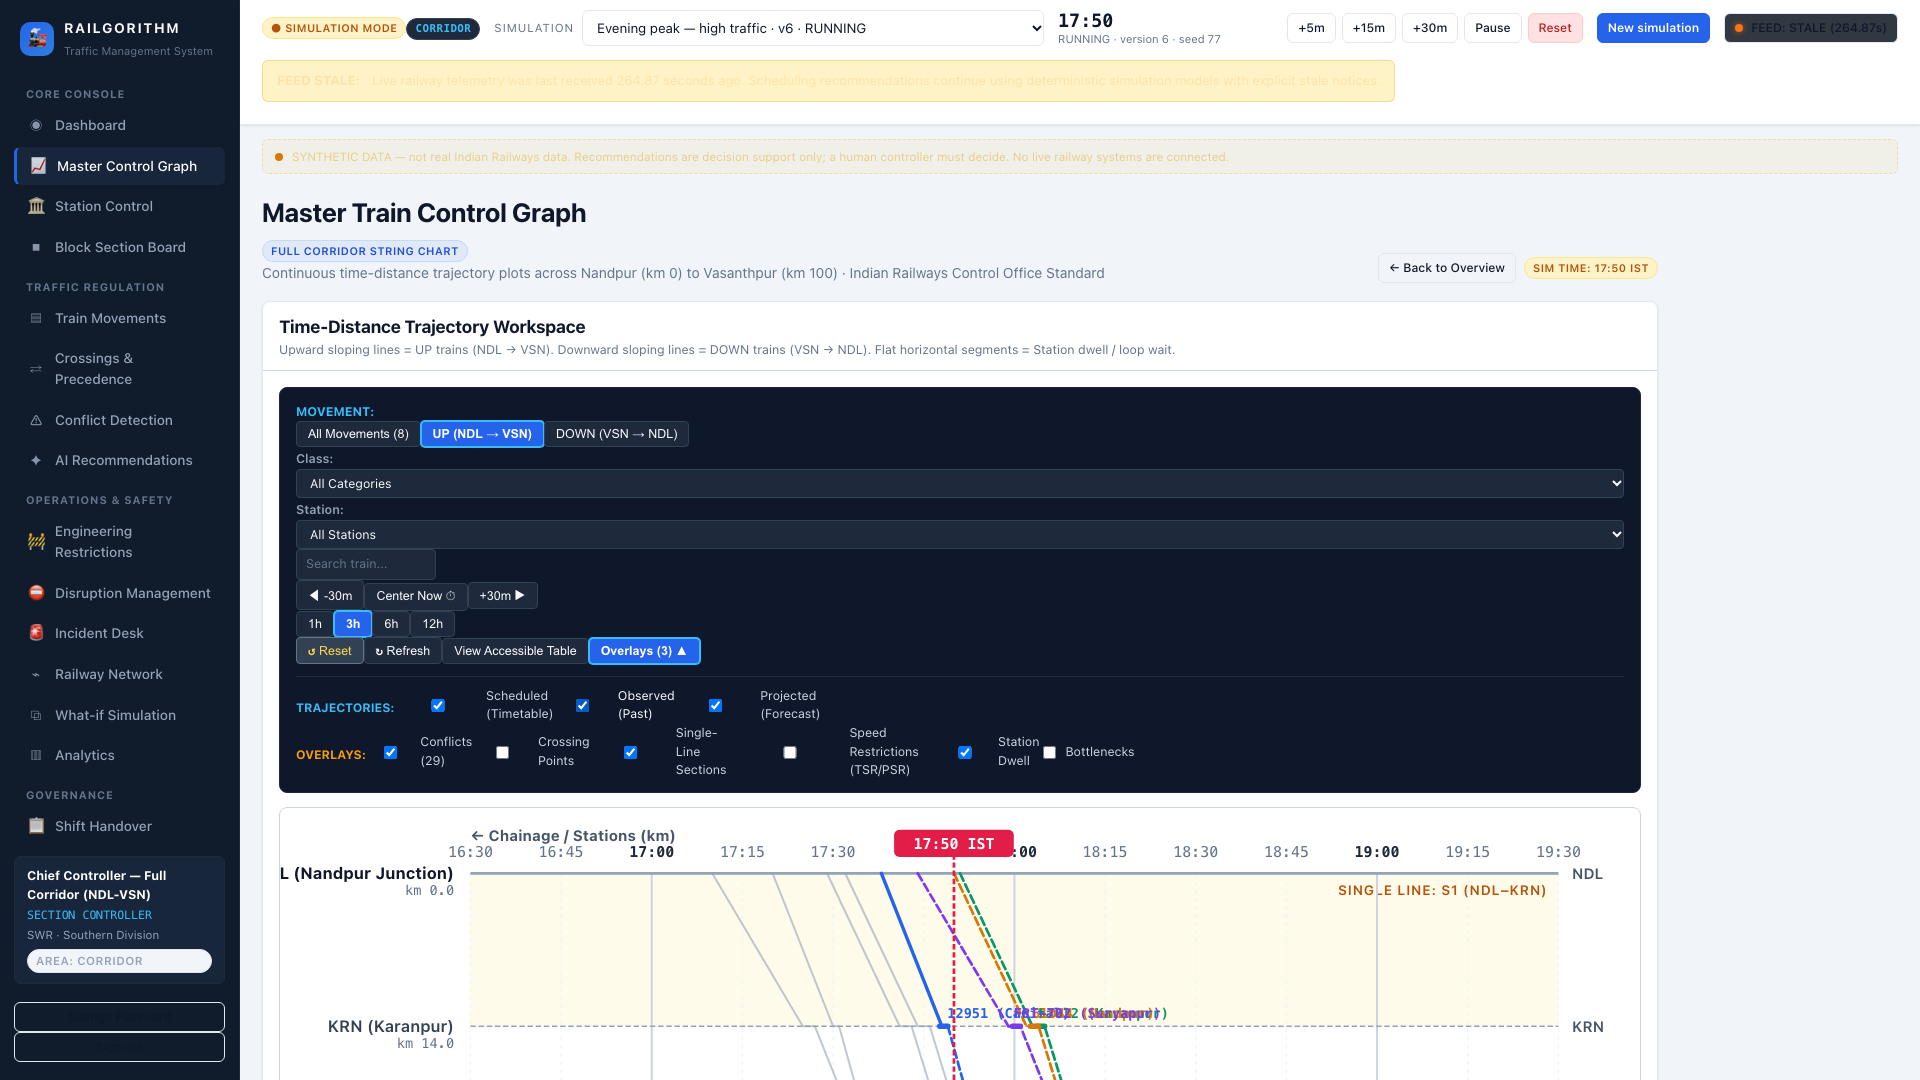 RAILGORITHM
Traffic Management System
CORE CONSOLE
Dashboard
Master Control Graph
Station Control
Block Section Board
TRAFFIC REGULATION
Train Movements
Crossings &
Precedence
Conflict Detection
AI Recommendations
OPERATIONS & SAFETY
Engineering
Restrictions
Disruption Management
Incident Desk
Railway Network
What-if Simulation
Analytics
GOVERNANCE
Shift Handover
Chief Controller — Full
Corridor (NDL-VSN)
SECTION CONTROLLER
SWR · Southern Division
AREA: CORRIDOR
SIMULATION MODE
CORRIDOR
SIMULATION
Evening peak — high traffic · v6 · RUNNING
17:50
RUNNING · version 6 · seed 77
+5m
+15m
+30m
Pause
Reset
New simulation
FEED: STALE (264.87s)
FEED STALE: Live railway telemetry was last received 264.87 seconds ago. Scheduling recommendations continue using deterministic simulation models with explicit stale notices.
SYNTHETIC DATA — not real Indian Railways data. Recommendations are decision support only; a human controller must decide. No live railway systems are connected.
Master Train Control Graph
FULL CORRIDOR STRING CHART
Continuous time-distance trajectory plots across Nandpur (km 0) to Vasanthpur (km 100) · Indian Railways Control Office Standard
← Back to Overview
SIM TIME: 17:50 IST
Time-Distance Trajectory Workspace
Upward sloping lines = UP trains (NDL → VSN). Downward sloping lines = DOWN trains (VSN → NDL). Flat horizontal segments = Station dwell / loop wait.
MOVEMENT:
All Movements (8)
UP (NDL → VSN)
DOWN (VSN → NDL)
Class:
All Categories
Station:
All Stations
Search train...
◀ -30m
Center Now ⏱
+30m ▶
1h
3h
6h
12h
↺ Reset
↻ Refresh
View Accessible Table
Overlays (3) ▲
TRAJECTORIES:
Scheduled
(Timetable)
Observed
(Past)
Projected
(Forecast)
OVERLAYS:
Conflicts
(29)
Crossing
Points
Single-
Line
Sections
Speed
Restrictions
(TSR/PSR)
Station
Dwell
Bottlenecks
← Chainage / Stations (km)
16:30 16:45 17:00 17:15 17:30 17:50 IST :00 18:15 18:30 18:45 19:00 19:15 19:30
L (Nandpur Junction)
km 0.0
NDL
SINGLE LINE: S1 (NDL–KRN)
12951
KRN (Karanpur)
km 14.0
KRN